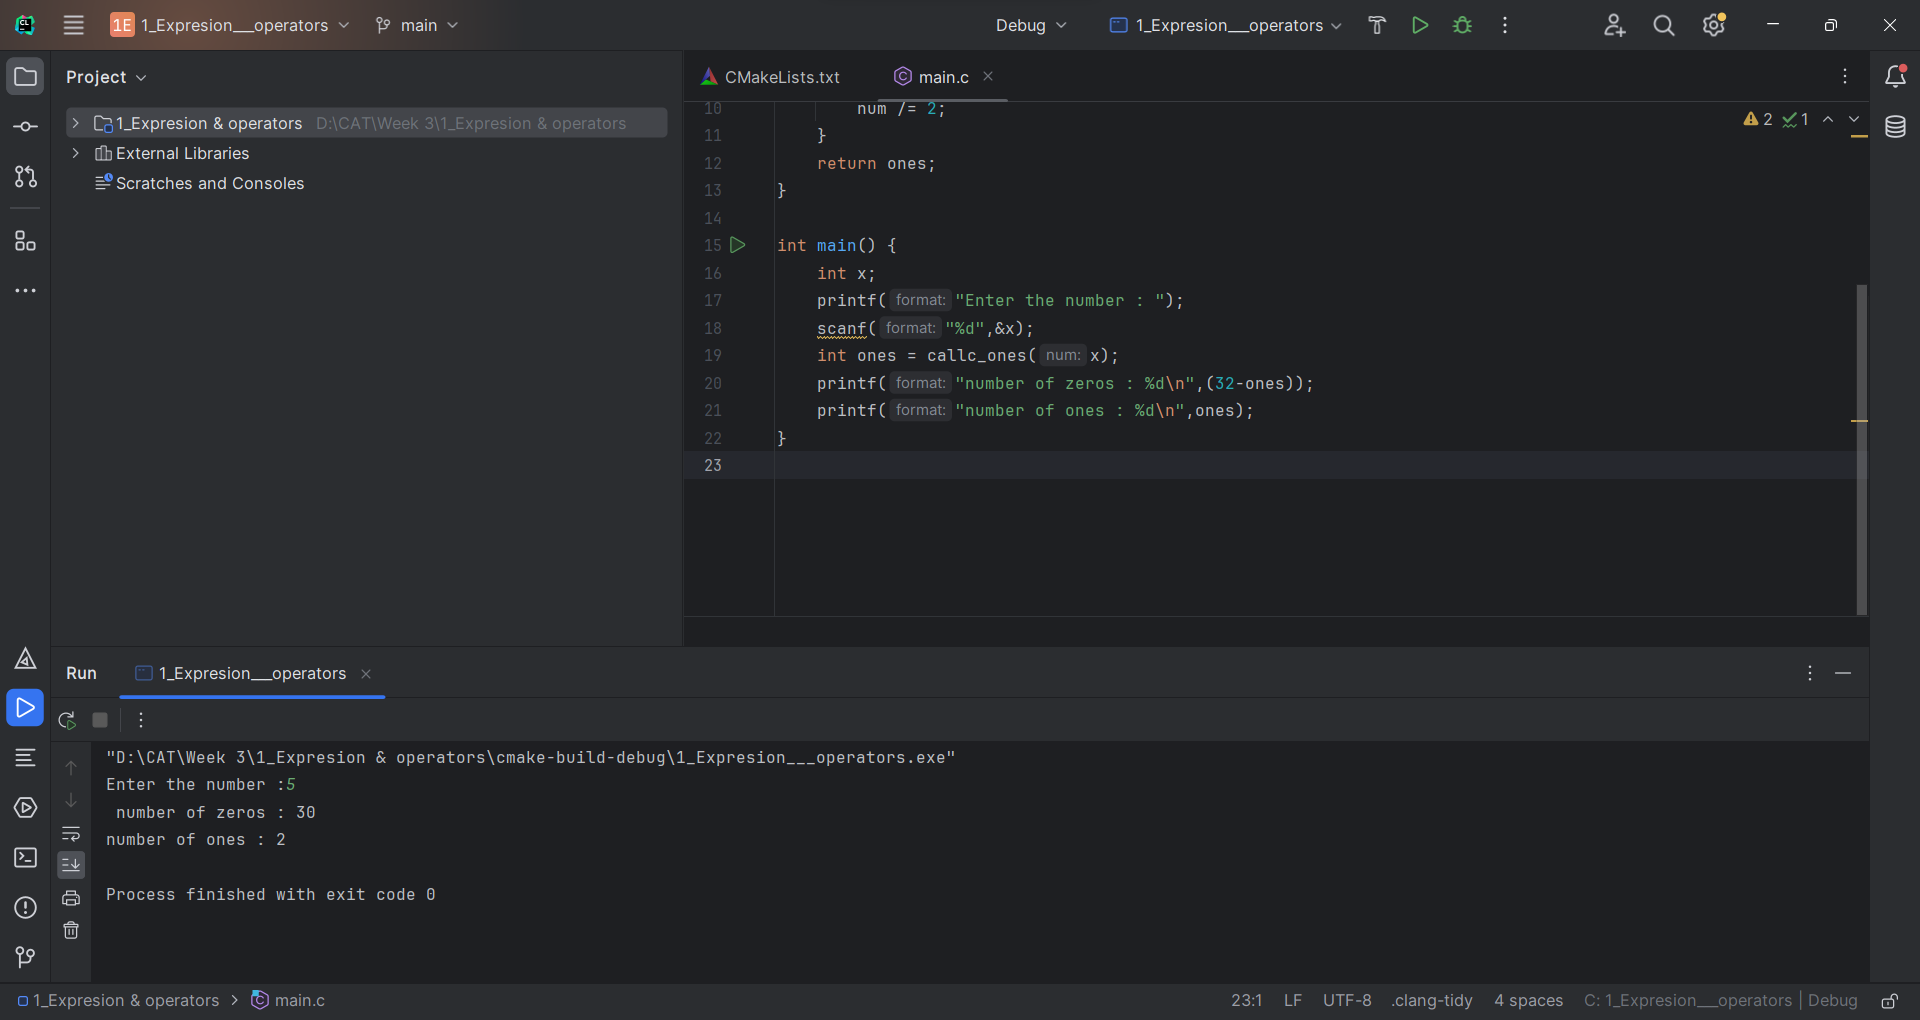 1E 1_Expresion___operators main Debug 1_Expresion___operators
Project
1_Expresion & operators D:\CAT\Week 3\1_Expresion & operators
External Libraries
Scratches and Consoles
CMakeLists.txt main.c
2 1
10 num /= 2;
11 }
12 return ones;
13 }
14
15 int main() {
16 int x;
17 printf( format: "Enter the number : ");
18 scanf( format: "%d",&x);
19 int ones = callc_ones( num: x);
20 printf( format: "number of zeros : %d\n",(32-ones));
21 printf( format: "number of ones : %d\n",ones);
22 }
23
Run 1_Expresion___operators
"D:\CAT\Week 3\1_Expresion & operators\cmake-build-debug\1_Expresion___operators.exe"
Enter the number :5
number of zeros : 30
number of ones : 2
Process finished with exit code 0
1_Expresion & operators > main.c 23:1 LF UTF-8 .clang-tidy 4 spaces C: 1_Expresion___operators | Debug